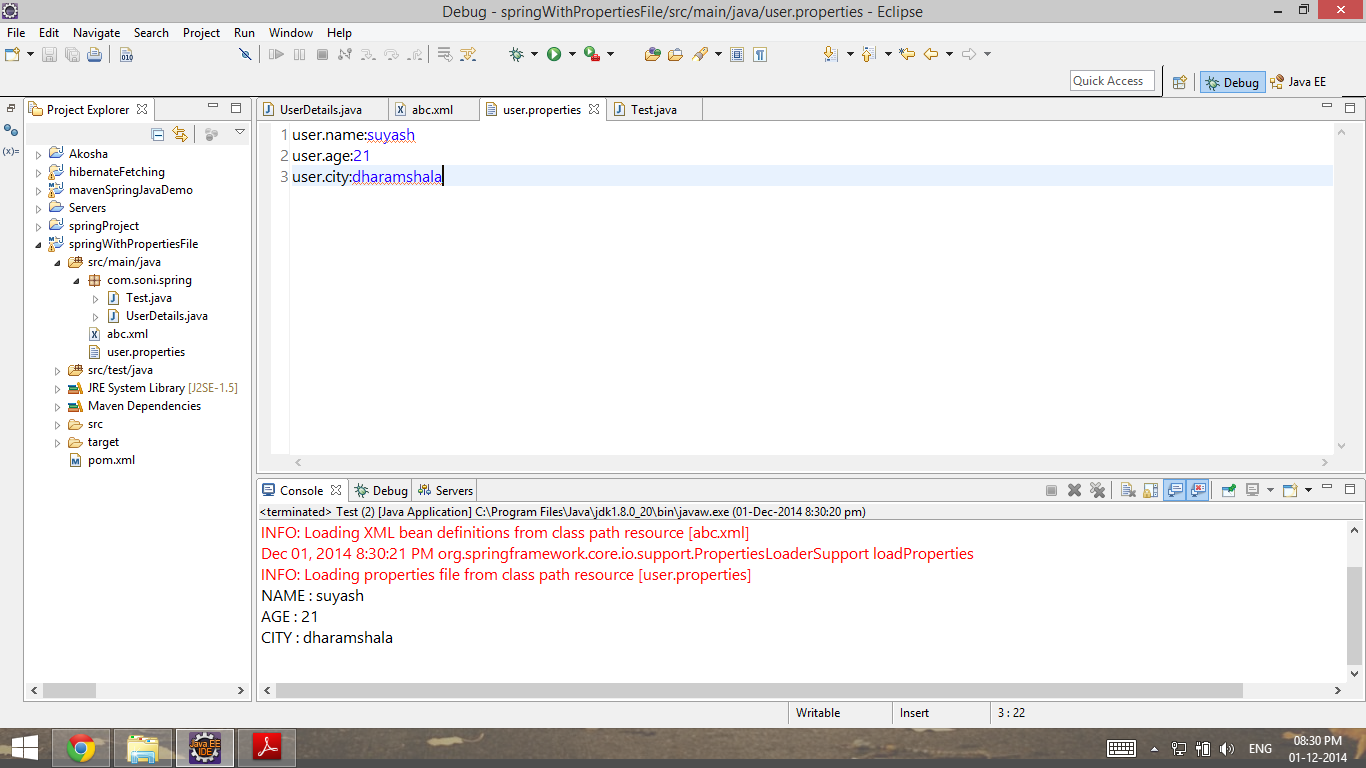 Debug - springWithPropertiesFile/src/main/java/user.properties - Eclipse
File Edit Navigate Search Project Run Window Help
Quick Access
Debug
Java EE
Project Explorer
Akosha
hibernateFetching
mavenSpringJavaDemo
Servers
springProject
springWithPropertiesFile
src/main/java
com.soni.spring
Test.java
UserDetails.java
abc.xml
user.properties
src/test/java
JRE System Library [J2SE-1.5]
Maven Dependencies
src
target
pom.xml
UserDetails.java abc.xml user.properties Test.java
1 user.name:suyash
2 user.age:21
3 user.city:dharamshala
Console Debug Servers
<terminated> Test (2) [Java Application] C:\Program Files\Java\jdk1.8.0_20\bin\javaw.exe (01-Dec-2014 8:30:20 pm)
INFO: Loading XML bean definitions from class path resource [abc.xml]
Dec 01, 2014 8:30:21 PM org.springframework.core.io.support.PropertiesLoaderSupport loadProperties
INFO: Loading properties file from class path resource [user.properties]
NAME : suyash
AGE : 21
CITY : dharamshala
Writable Insert 3 : 22
Java EE
IDE
ENG
08:30 PM
01-12-2014